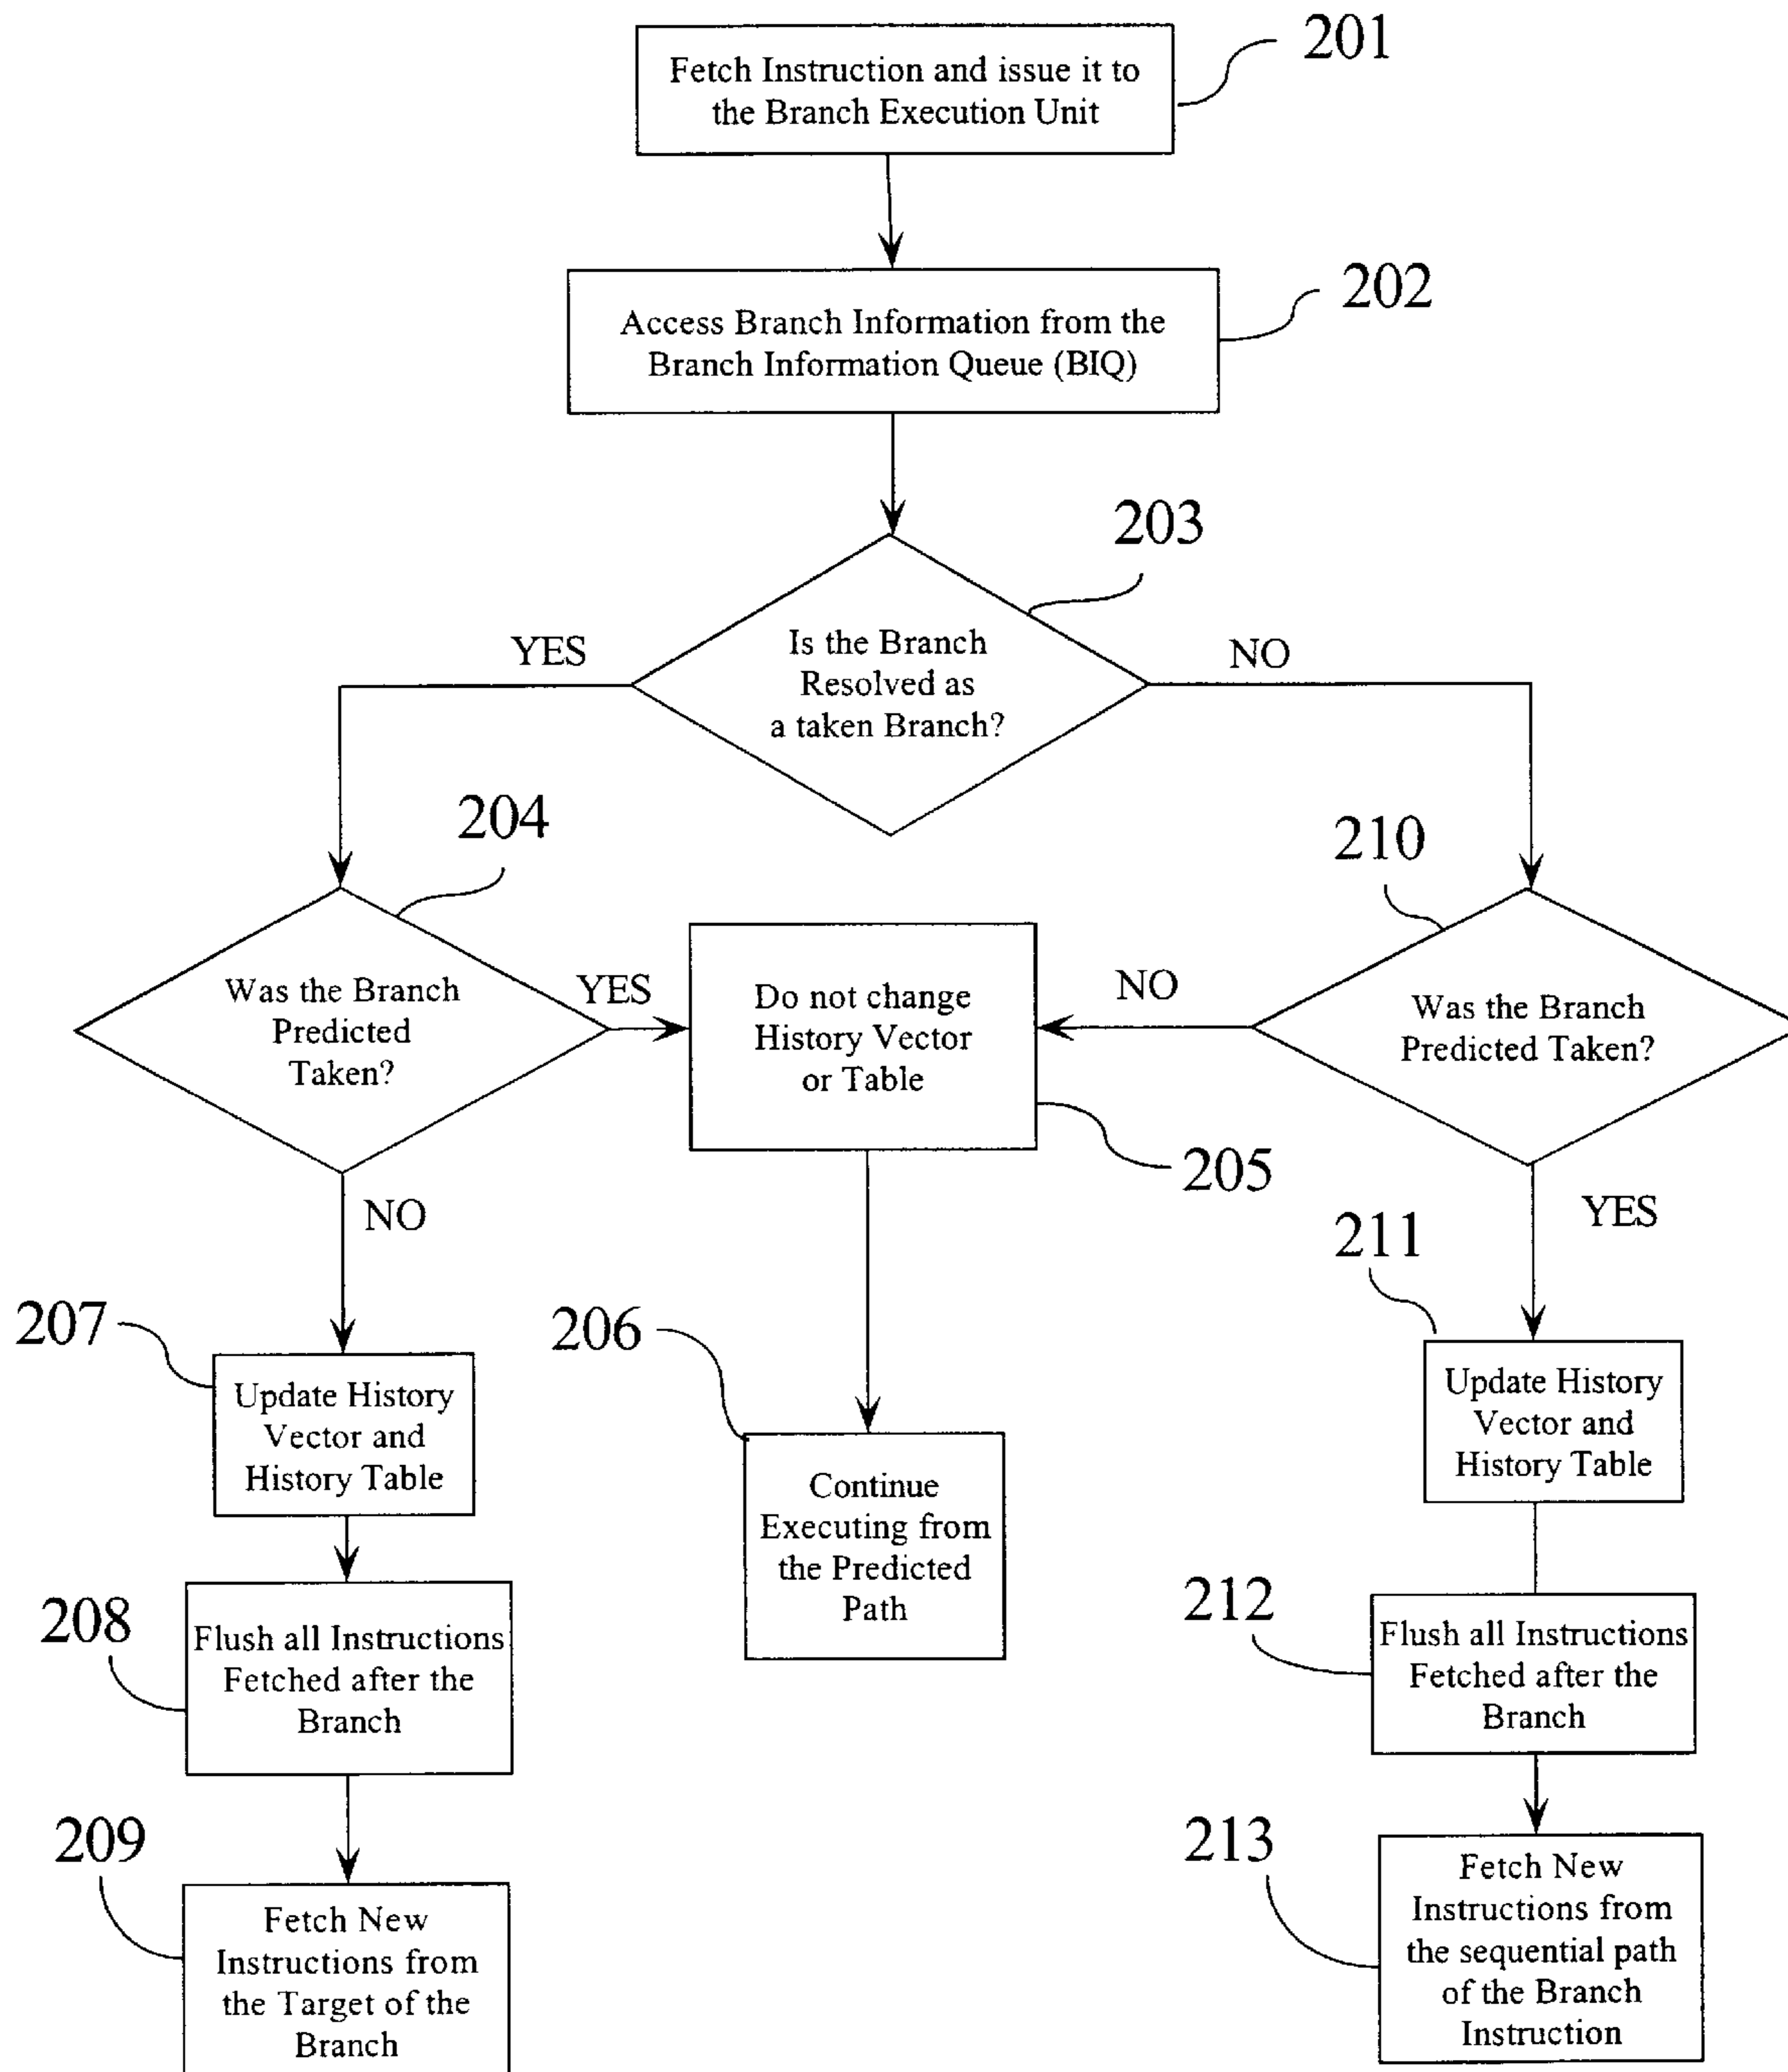 201
Fetch Instruction and issue it to
the Branch Execution Unit
202
Access Branch Information from the
Branch Information Queue (BIQ)
203
Is the Branch
Resolved as
a taken Branch?
YES
NO
204
210
Was the Branch
Predicted
Taken?
YES
Do not change
History Vector
or Table
NO
Was the Branch
Predicted Taken?
205
NO
YES
211
207
206
Update History
Vector and
History Table
Continue
Executing from
the Predicted
Path
Update History
Vector and
History Table
208
Flush all Instructions
Fetched after the
Branch
212
Flush all Instructions
Fetched after the
Branch
209
Fetch New
Instructions from
the Target of the
Branch
213
Fetch New
Instructions from
the sequential path
of the Branch
Instruction